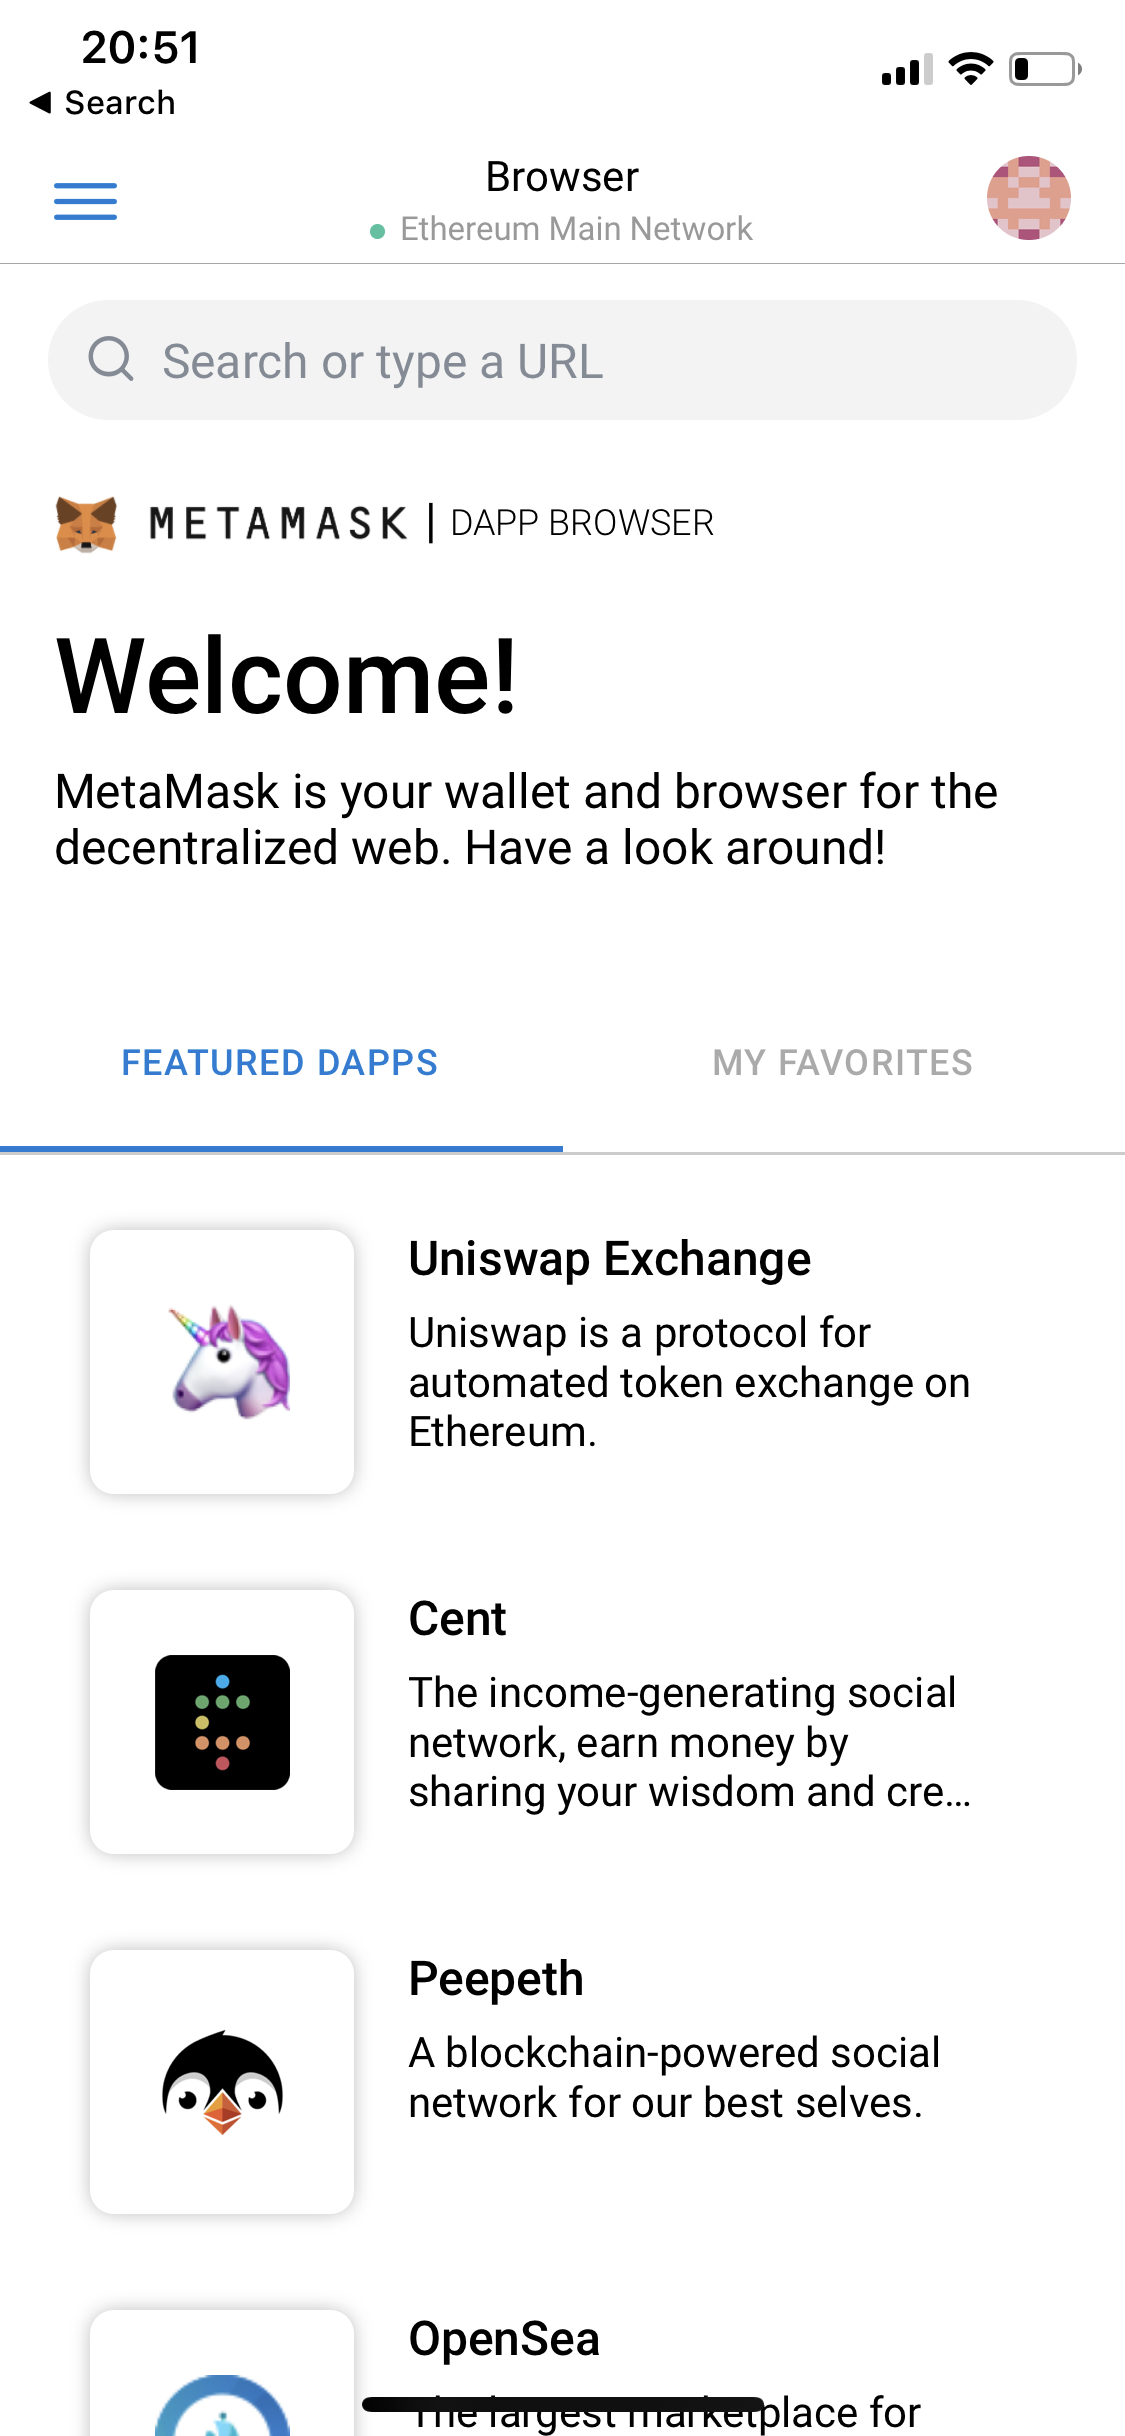 20:51
◀ Search
Browser
Ethereum Main Network
Search or type a URL
METAMASK | DAPP BROWSER
Welcome!
MetaMask is your wallet and browser for the
decentralized web. Have a look around!
FEATURED DAPPS
MY FAVORITES
Uniswap Exchange
Uniswap is a protocol for
automated token exchange on
Ethereum.
Cent
The income-generating social
network, earn money by
sharing your wisdom and cre...
Peepeth
A blockchain-powered social
network for our best selves.
OpenSea
The largest marketplace for